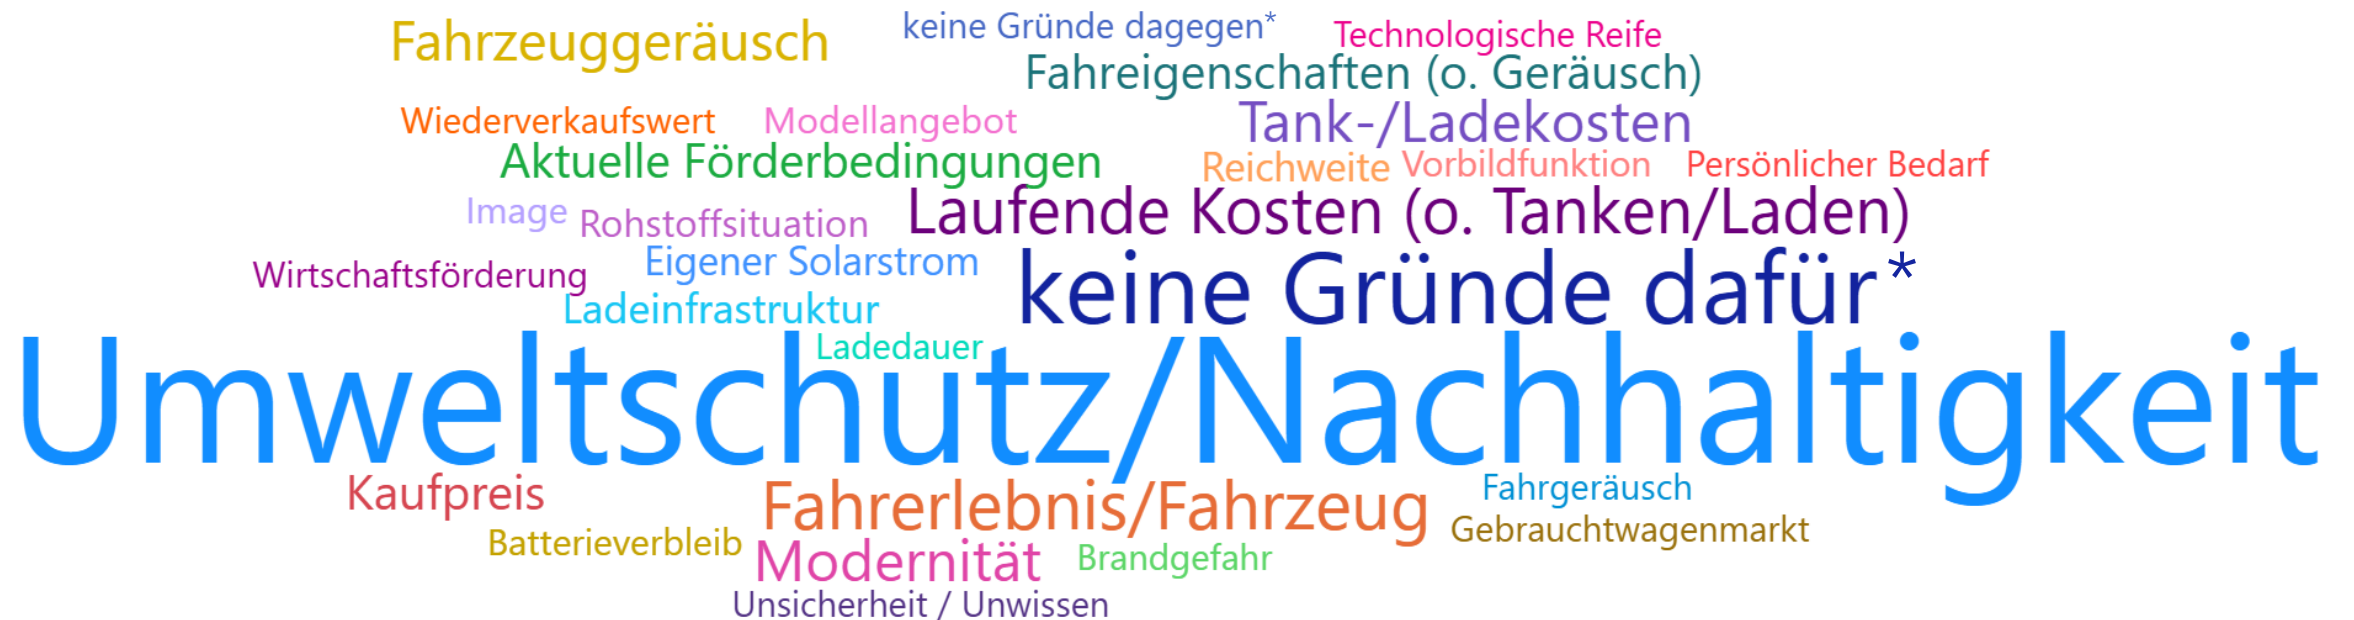 Fahrzeuggeräusch
keine Gründe dagegen*
Technologische Reife
Fahreigenschaften (o. Geräusch)
Wiederverkaufswert
Modellangebot
Tank-/Ladekosten
Aktuelle Förderbedingungen
Reichweite
Vorbildfunktion
Persönlicher Bedarf
Image
Rohstoffsituation
Laufende Kosten (o. Tanken/Laden)
Wirtschaftsförderung
Eigener Solarstrom
keine Gründe dafür*
Ladeinfrastruktur
Ladedauer
Umweltschutz/Nachhaltigkeit
Kaufpreis
Fahrerlebnis/Fahrzeug
Fahrgeräusch
Batterieverbleib
Gebrauchtwagenmarkt
Modernität
Brandgefahr
Unsicherheit / Unwissen